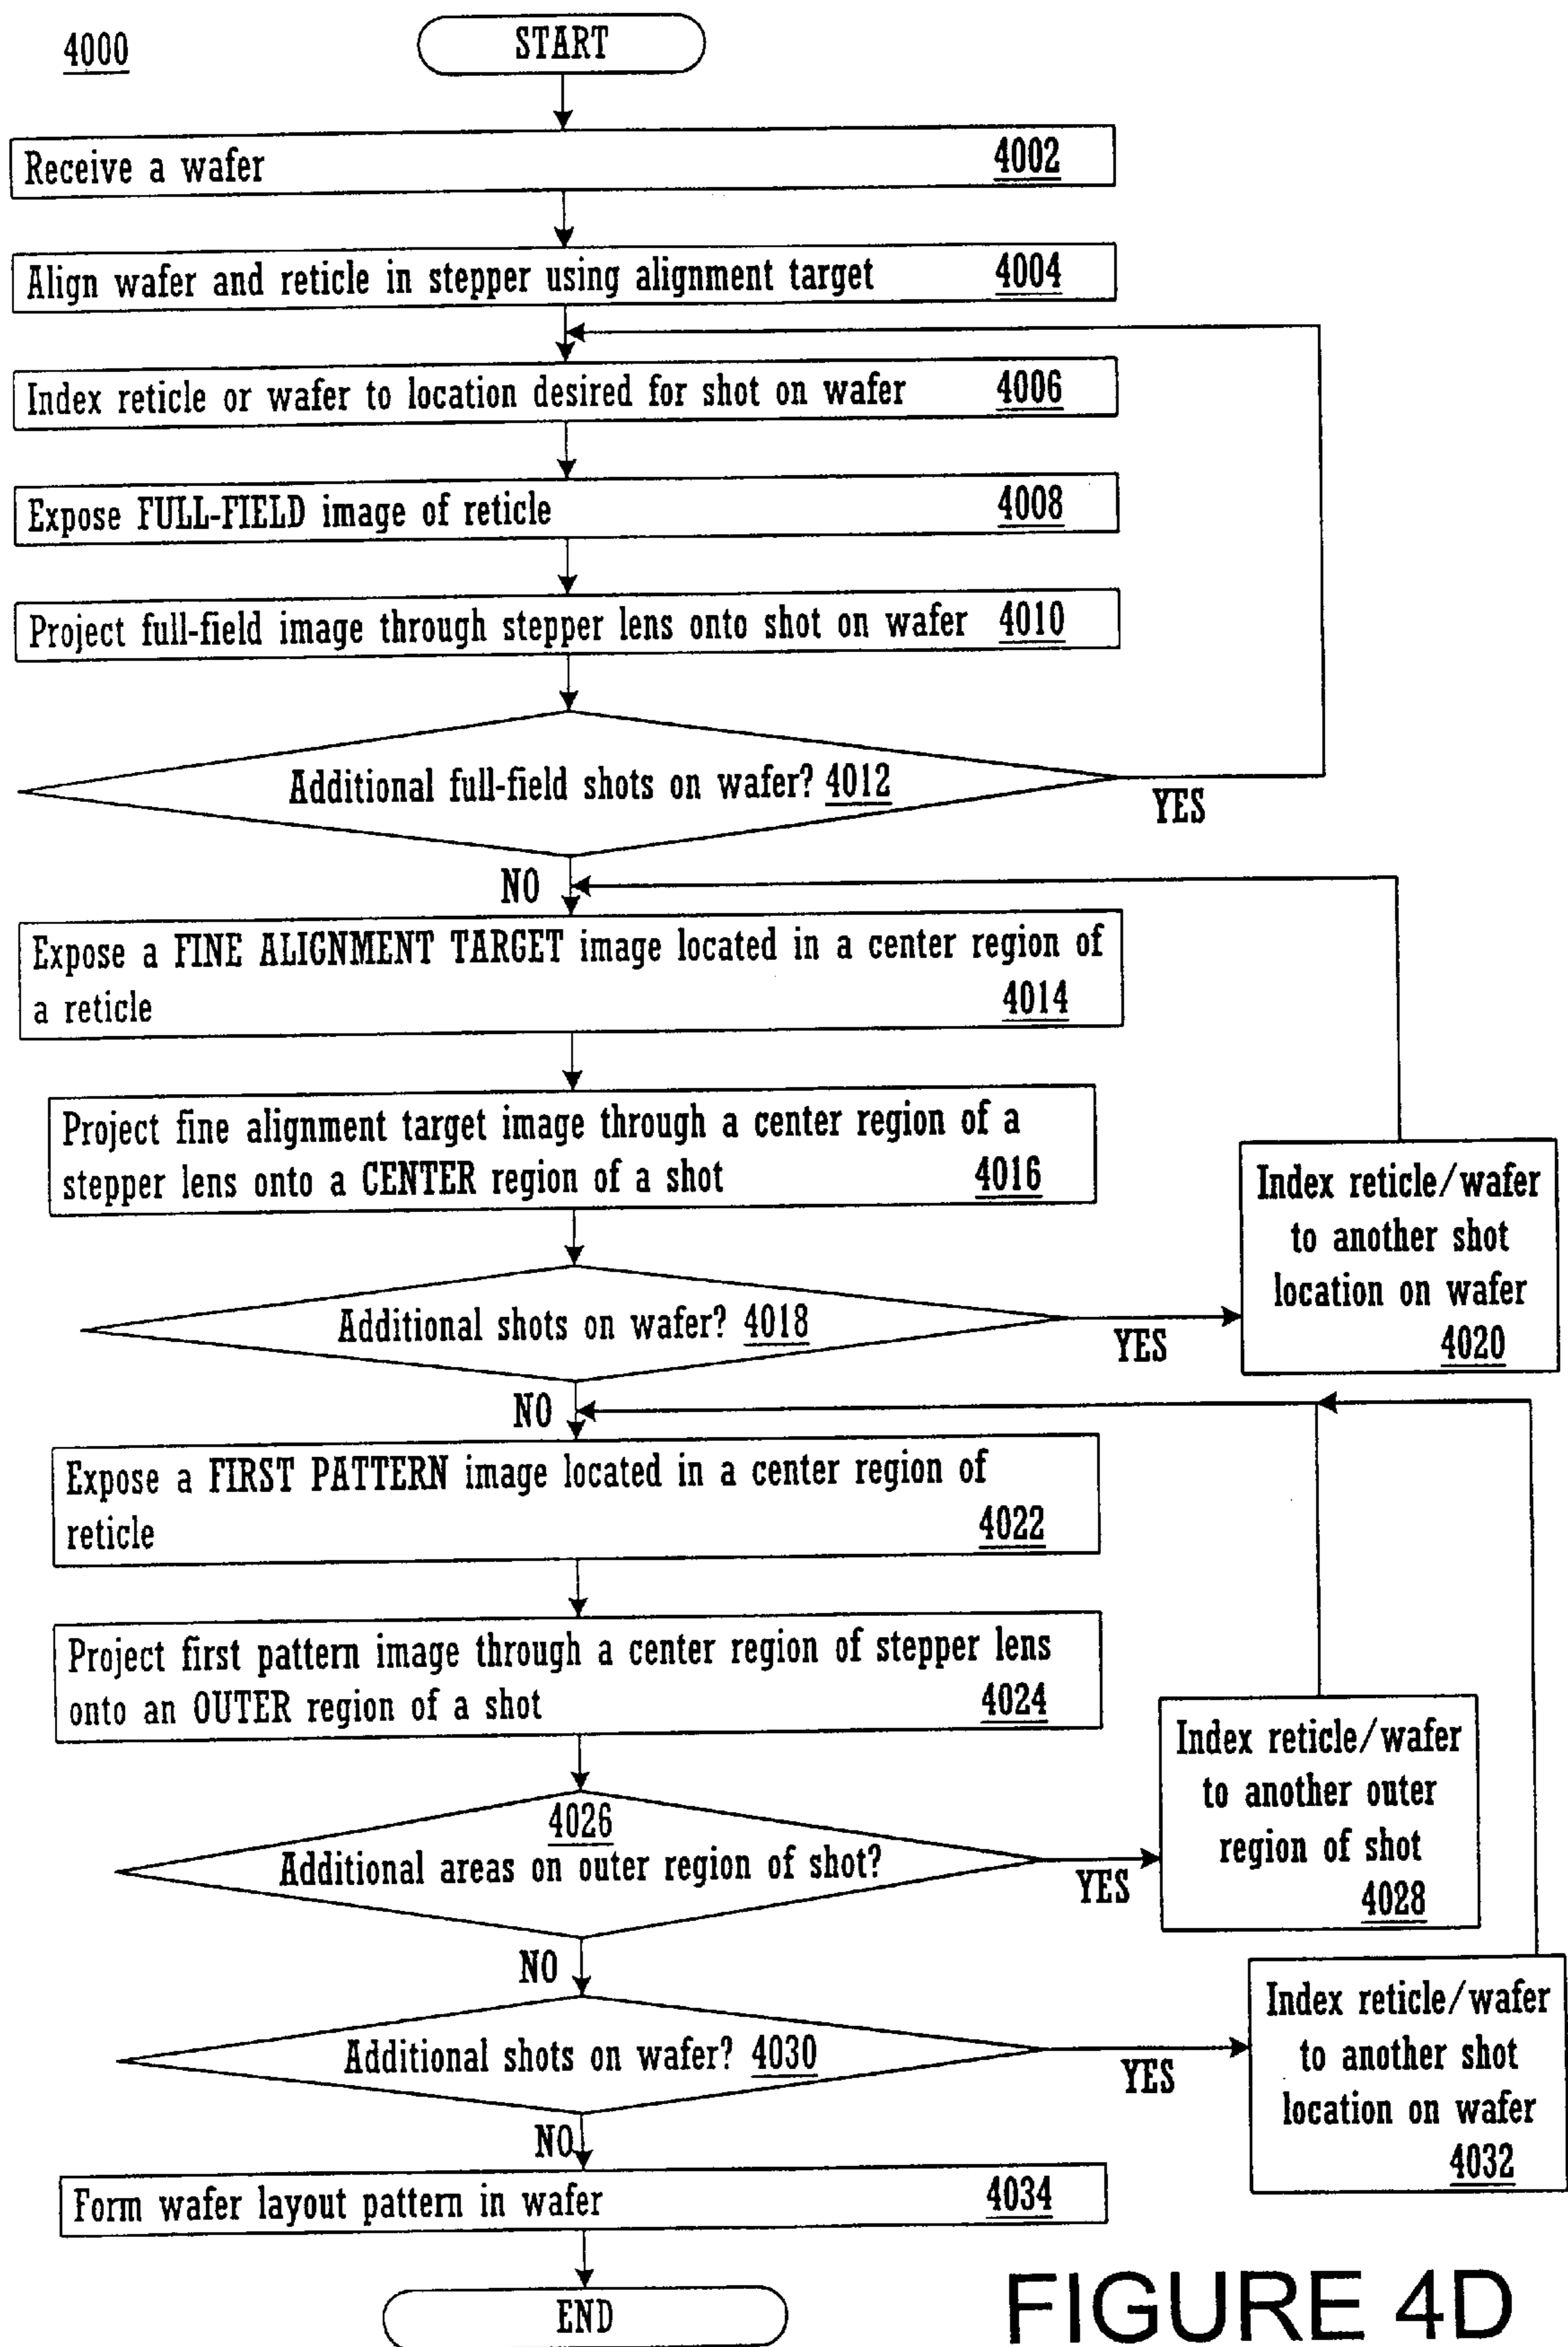 4000
START
Receive a wafer 4002
Align wafer and reticle in stepper using alignment target 4004
Index reticle or wafer to location desired for shot on wafer 4006
Expose FULL-FIELD image of reticle 4008
Project full-field image through stepper lens onto shot on wafer 4010
Additional full-field shots on wafer? 4012
YES
NO
Expose a FINE ALIGNMENT TARGET image located in a center region of
a reticle 4014
Project fine alignment target image through a center region of a
stepper lens onto a CENTER region of a shot 4016
Additional shots on wafer? 4018
YES
Index reticle/wafer
to another shot
location on wafer
4020
NO
Expose a FIRST PATTERN image located in a center region of
reticle 4022
Project first pattern image through a center region of stepper lens
onto an OUTER region of a shot 4024
4026
Additional areas on outer region of shot?
YES
Index reticle/wafer
to another outer
region of shot
4028
NO
Additional shots on wafer? 4030
YES
Index reticle/wafer
to another shot
location on wafer
4032
NO
Form wafer layout pattern in wafer 4034
END
FIGURE 4D